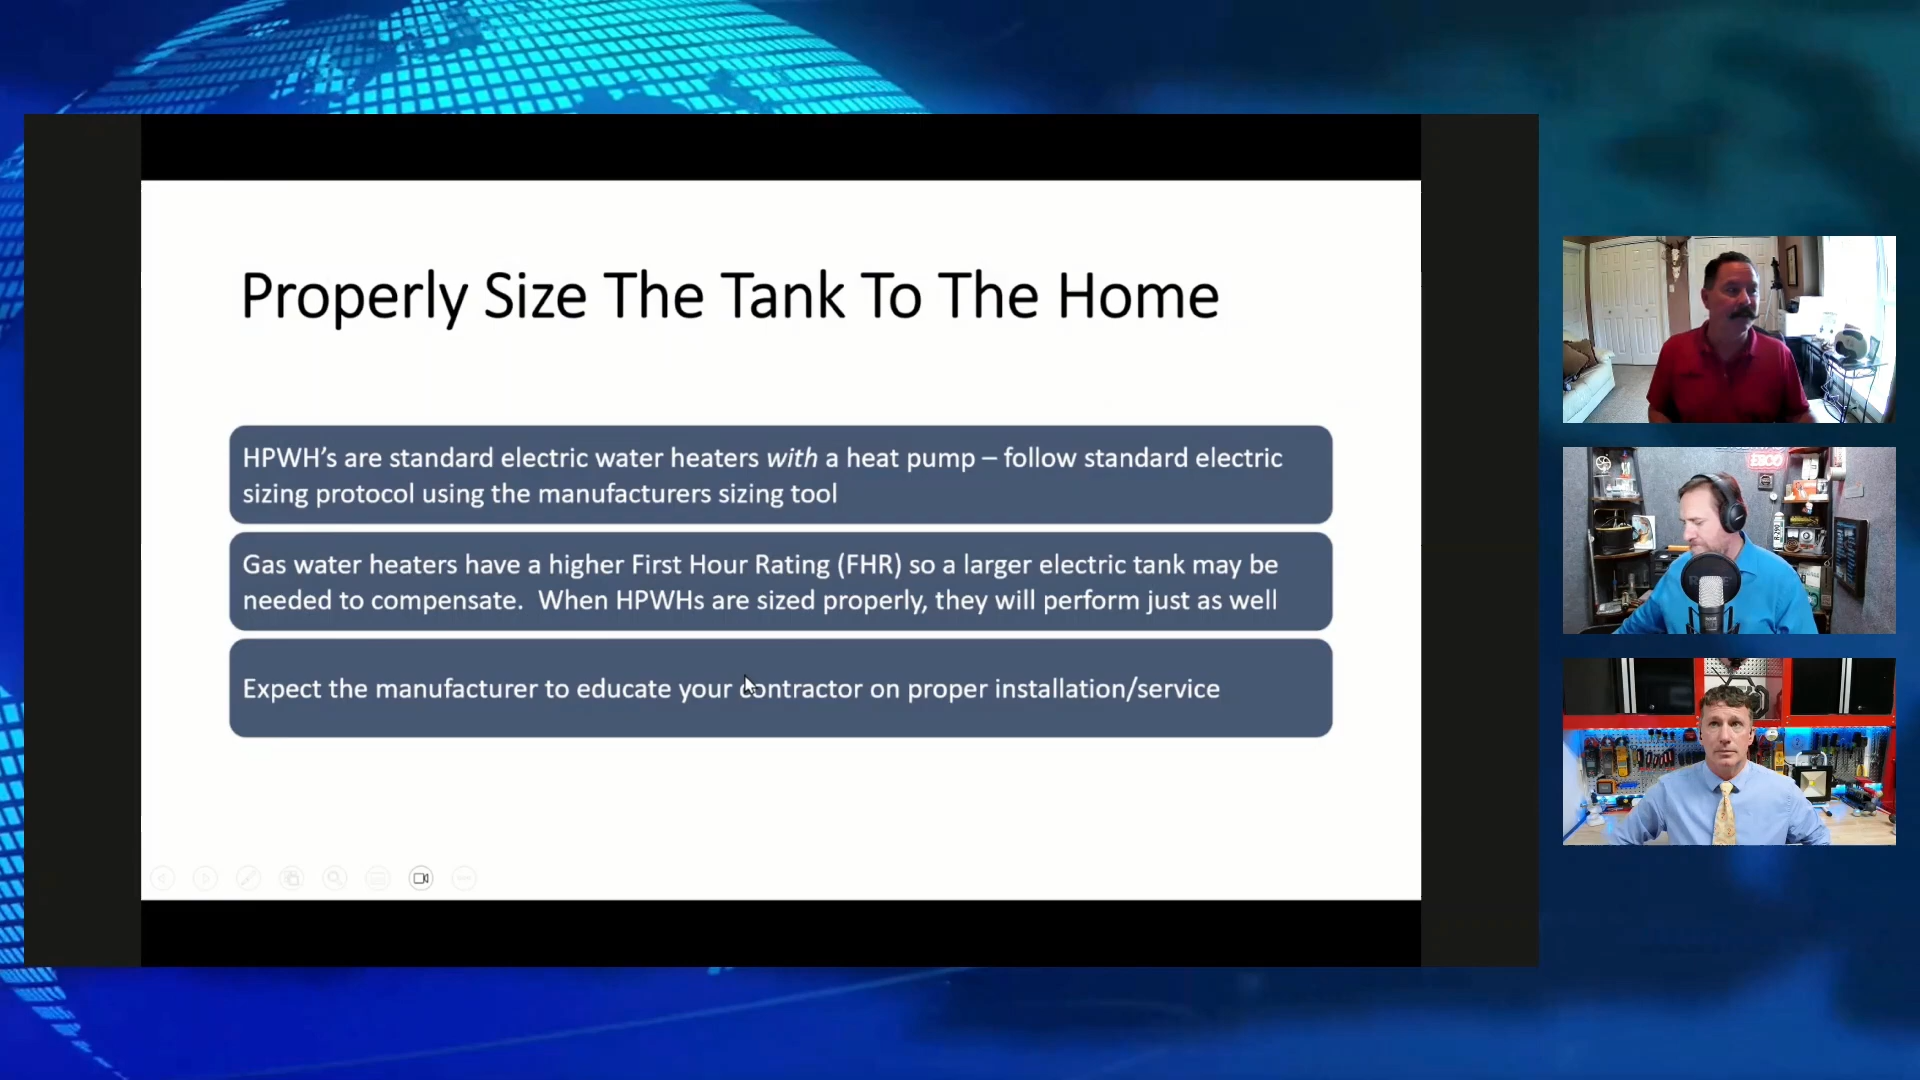 Properly Size The Tank To The Home
HPWH's are standard electric water heaters with a heat pump – follow standard electric
sizing protocol using the manufacturers sizing tool
Gas water heaters have a higher First Hour Rating (FHR) so a larger electric tank may be
needed to compensate.  When HPWHs are sized properly, they will perform just as well
Expect the manufacturer to educate your contractor on proper installation/service
ESCO